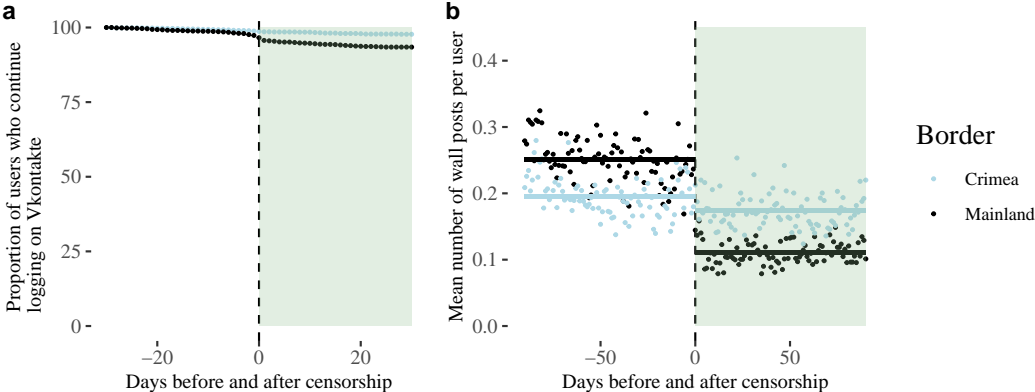 a
Proportion of users who continue
logging on Vkontakte
100
75
50
25
0
−20
0
20
Days before and after censorship
b
Mean number of wall posts per user
0.4
0.3
0.2
0.1
0.0
−50
0
50
Days before and after censorship
Border
Crimea
Mainland